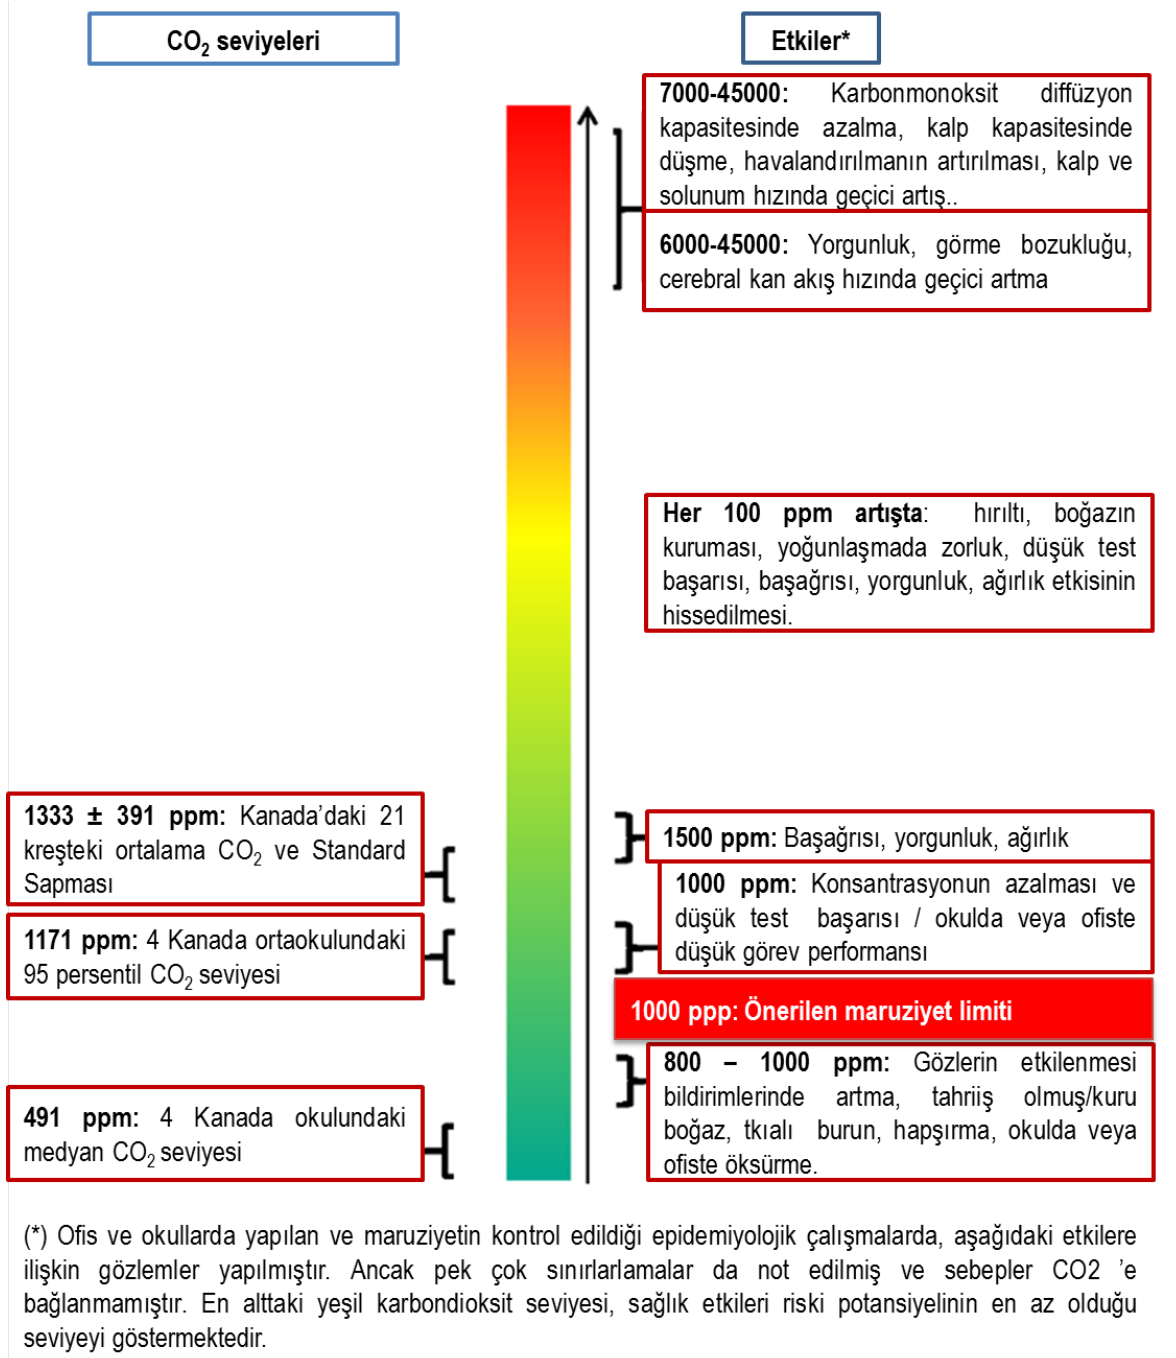 CO2 seviyeleri
Etkiler*
7000-45000: Karbonmonoksit diffüzyon
kapasitesinde azalma, kalp kapasitesinde
düşme, havalandırılmanın artırılması, kalp ve
solunum hızında geçici artış..
6000-45000: Yorgunluk, görme bozukluğu,
cerebral kan akış hızında geçici artma
Her 100 ppm artışta: hırıltı, boğazın
kuruması, yoğunlaşmada zorluk, düşük test
başarısı, başağrısı, yorgunluk, ağırlık etkisinin
hissedilmesi.
1333 ± 391 ppm: Kanada’daki 21
kreşteki ortalama CO2 ve Standard
Sapması
1171 ppm: 4 Kanada ortaokulundaki
95 persentil CO2 seviyesi
491 ppm: 4 Kanada okulundaki
medyan CO2 seviyesi
1500 ppm: Başağrısı, yorgunluk, ağırlık
1000 ppm: Konsantrasyonun azalması ve
düşük test başarısı / okulda veya ofiste
düşük görev performansı
1000 ppp: Önerilen maruziyet limiti
800 – 1000 ppm: Gözlerin etkilenmesi
bildirimlerinde artma, tahriiş olmuş/kuru
boğaz, tkıalı burun, hapşırma, okulda veya
ofiste öksürme.
(*) Ofis ve okullarda yapılan ve maruziyetin kontrol edildiği epidemiyolojik çalışmalarda, aşağıdaki etkilere
ilişkin gözlemler yapılmıştır. Ancak pek çok sınırlarlamalar da not edilmiş ve sebepler CO2 ’e
bağlanmamıştır. En alttaki yeşil karbondioksit seviyesi, sağlık etkileri riski potansiyelinin en az olduğu
seviyeyi göstermektedir.